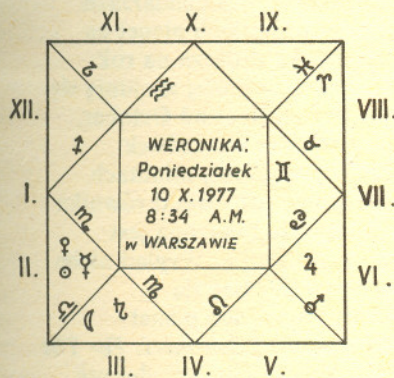 XI. X. IX.
XII. VIII.
WERONIKA:
Poniedziałek
10 X. 1977
8:34 A.M.
w WARSZAWIE
I. VII.
II. VI.
III. IV. V.